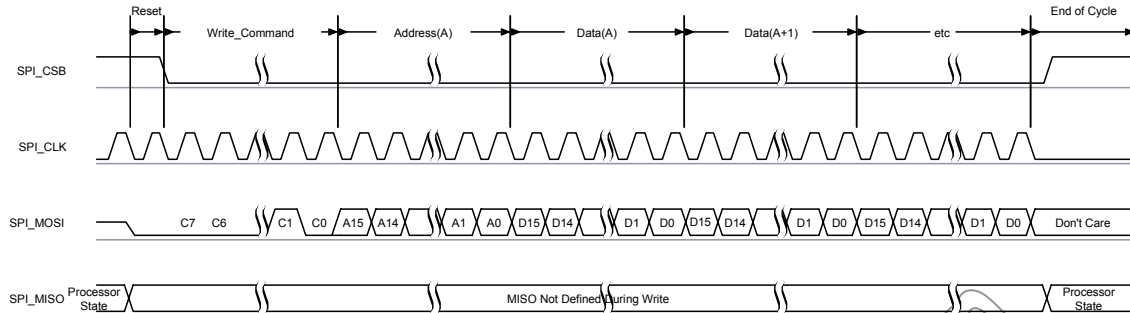 Reset
End of Cycle
Write_Command Address(A) Data(A) Data(A+1) etc
SPI_CSB
SPI_CLK
SPI_MOSI C7 C6 C1 C0 A15 A14 A1 A0 D15 D14 D1 D0 D15 D14 D1 D0 D15 D14 D1 D0 Don't Care
SPI_MISO Processor State MISO Not Defined During Write Processor State